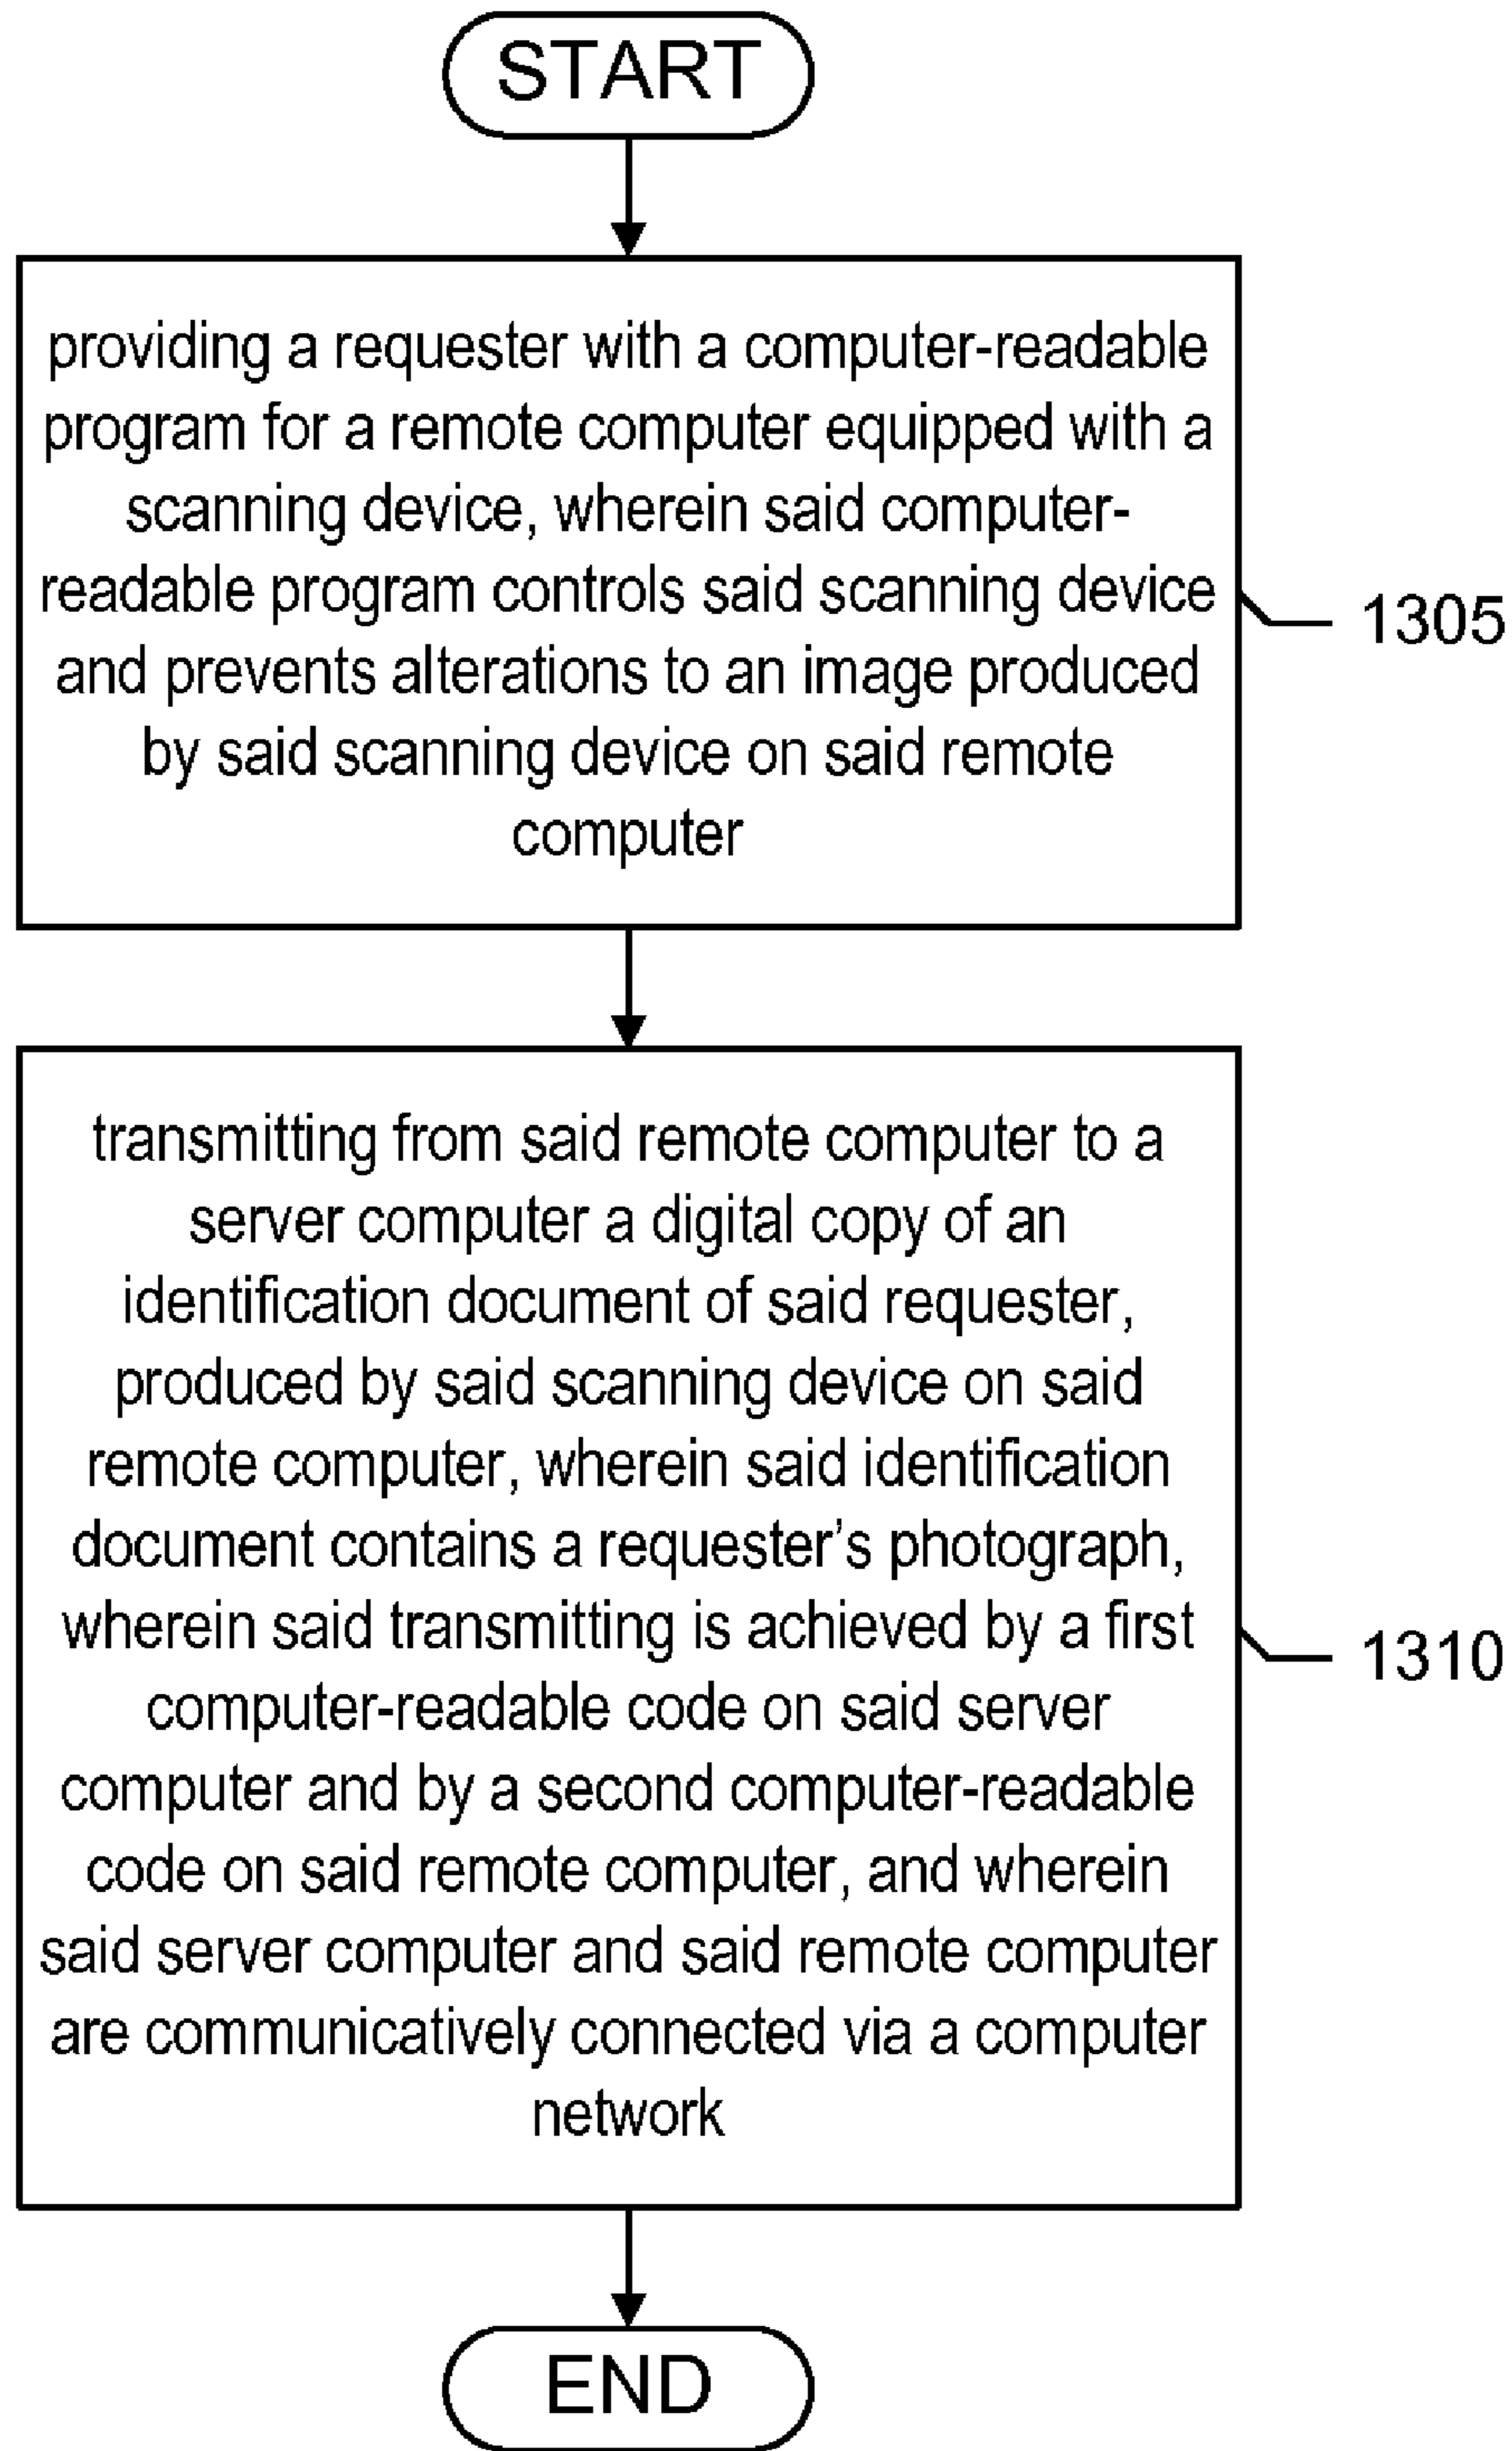 START
providing a requester with a computer-readable
program for a remote computer equipped with a
scanning device, wherein said computer-
readable program controls said scanning device
and prevents alterations to an image produced
by said scanning device on said remote
computer
1305
transmitting from said remote computer to a
server computer a digital copy of an
identification document of said requester,
produced by said scanning device on said
remote computer, wherein said identification
document contains a requester's photograph,
wherein said transmitting is achieved by a first
computer-readable code on said server
computer and by a second computer-readable
code on said remote computer, and wherein
said server computer and said remote computer
are communicatively connected via a computer
network
1310
END